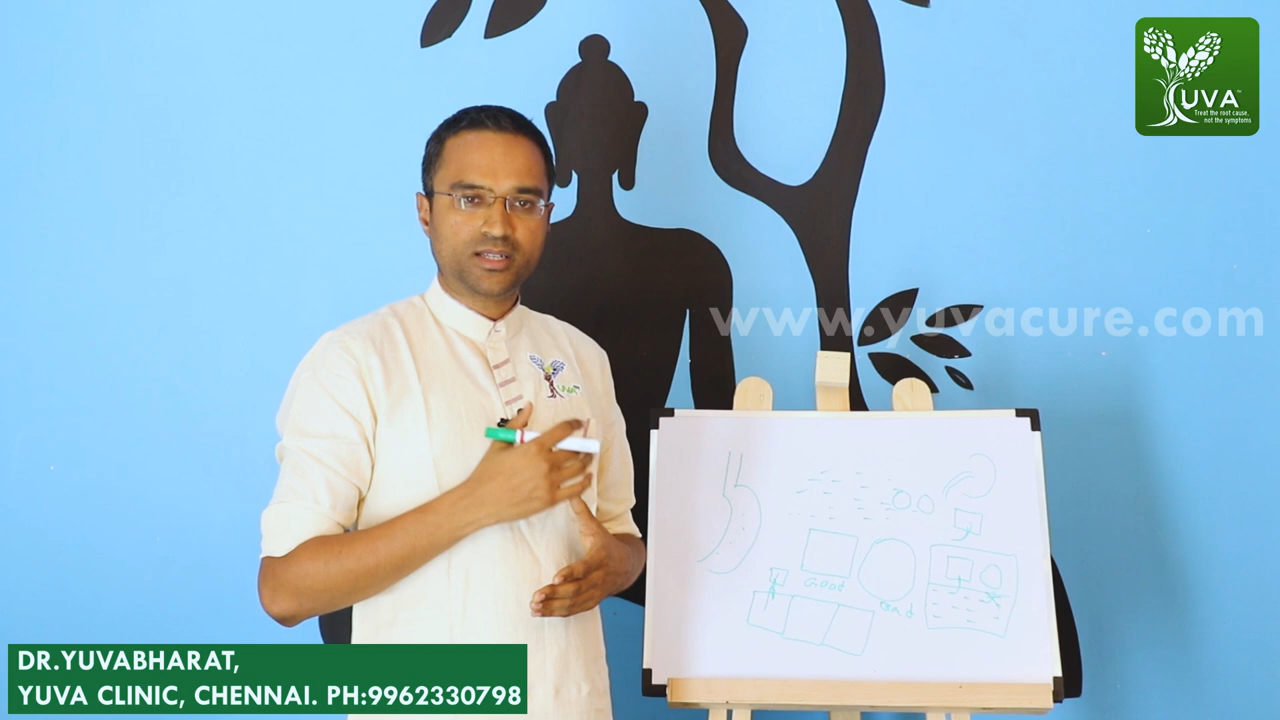 YUVA™
Treat the root cause,
not the symptoms
www.yuvacure.com
Good
Bad
DR.YUVABHARAT,
YUVA CLINIC, CHENNAI. PH:9962330798